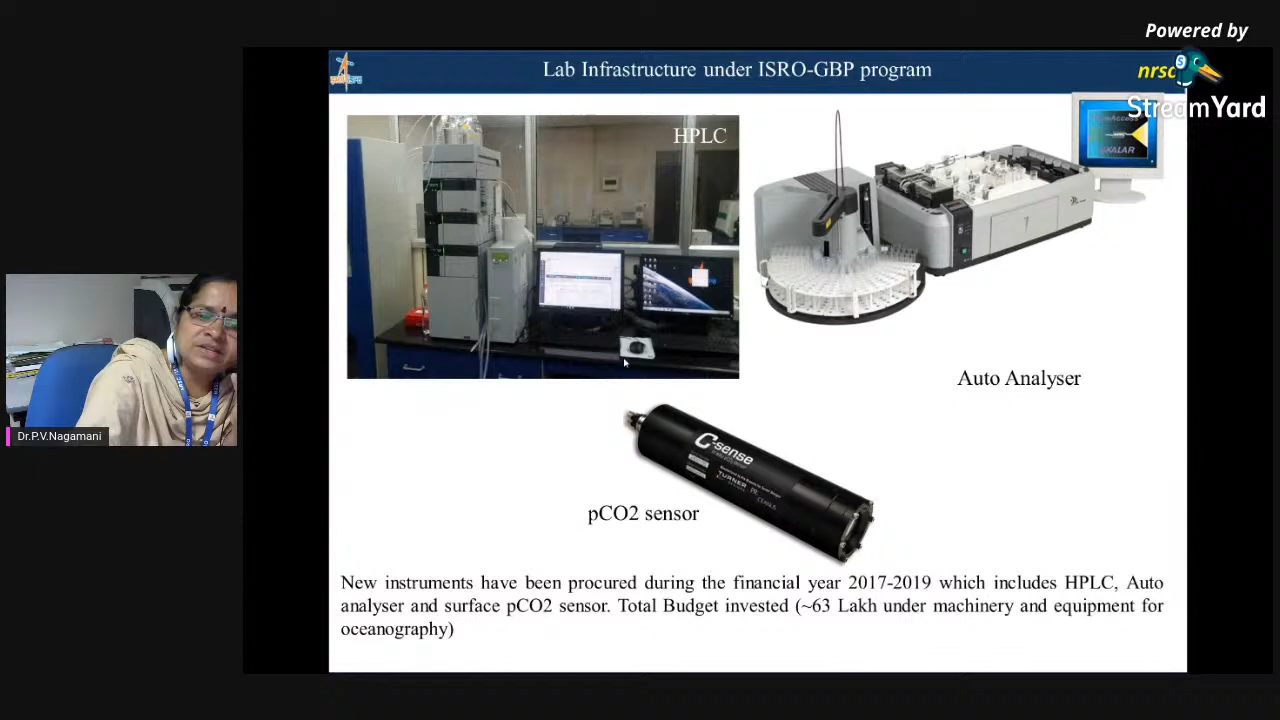 Powered by
StreamYard
nrsc
Lab Infrastructure under ISRO-GBP program
HPLC
Auto Analyser
C-sense
TURNER
pCO2 sensor
Dr.P.V.Nagamani
New instruments have been procured during the financial year 2017-2019 which includes HPLC, Auto
analyser and surface pCO2 sensor. Total Budget invested (~63 Lakh under machinery and equipment for
oceanography)